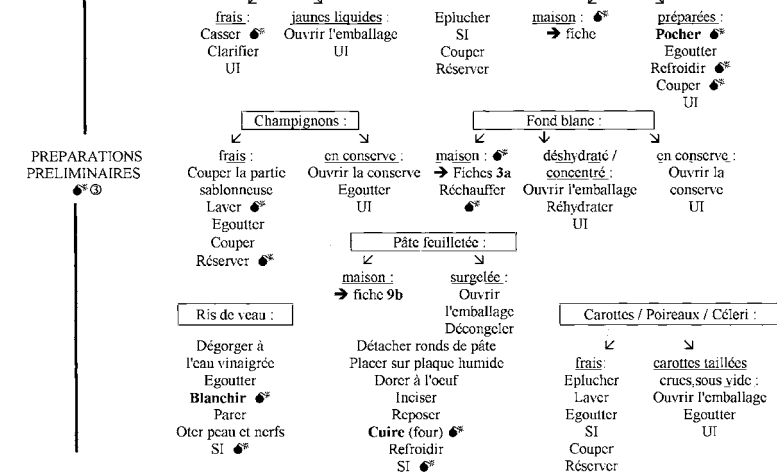 frais :
Casser 💣
Clarifier
UI
jaunes liquides :
Ouvrir l'emballage
UI
Eplucher
SI
Couper
Réserver
maison : 💣
➔ fiche
préparées :
Pocher 💣
Egoutter
Refroidir 💣
Couper 💣
UI
PREPARATIONS
PRELIMINAIRES
💣③
Champignons :
frais :
Couper la partie
sablonneuse
Laver 💣
Egoutter
Couper
Réserver 💣
en conserve :
Ouvrir la conserve
Egoutter
UI
Fond blanc :
maison : 💣
➔ Fiches 3a
Réchauffer
💣
déshydraté /
concentré :
Ouvrir l'emballage
Réhydrater
UI
en conserve :
Ouvrir la
conserve
UI
Pâte feuilletée :
maison :
➔ fiche 9b
surgelée :
Ouvrir
l'emballage
Décongeler
Détacher ronds de pâte
Placer sur plaque humide
Dorer à l'oeuf
Inciser
Reposer
Cuire (four) 💣
Refroidir
SI 💣
Ris de veau :
Dégorger à
l'eau vinaigrée
Egoutter
Blanchir 💣
Parer
Oter peau et nerfs
SI 💣
Carottes / Poireaux / Céleri :
frais:
Eplucher
Laver
Egoutter
SI
Couper
Réserver
carottes taillées
crues,sous vide :
Ouvrir l'emballage
Egoutter
UI